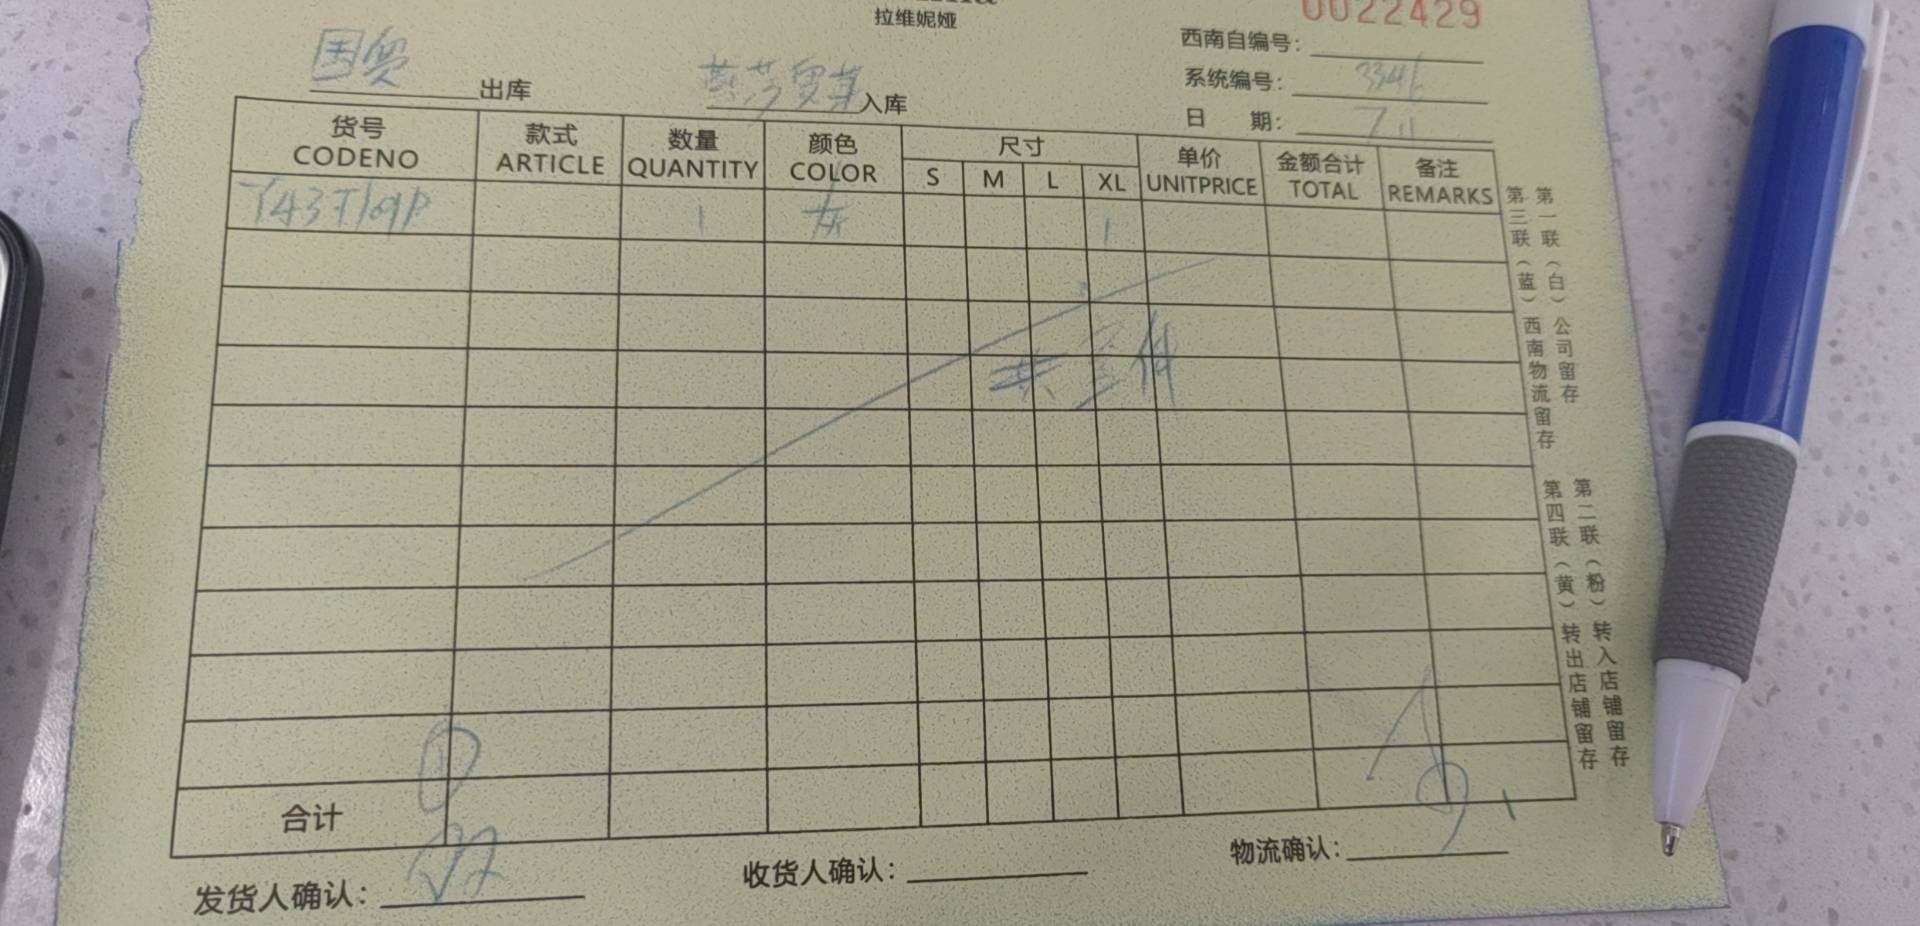 拉维妮娅
0022429
西南自编号：
国贸 出库 入库
系统编号： 3346
日 期： 7.11
货号 款式 数量 颜色 尺寸 单价 金额合计 备注
CODENO ARTICLE QUANTITY COLOR S M L XL UNITPRICE TOTAL REMARKS
1 灰 1
共 件
合计
发货人确认：
收货人确认：
物流确认：
第一联（白）公司留存
第三联（蓝）西南物流留存
第二联（粉）转入店铺留存
第四联（黄）转出店铺留存